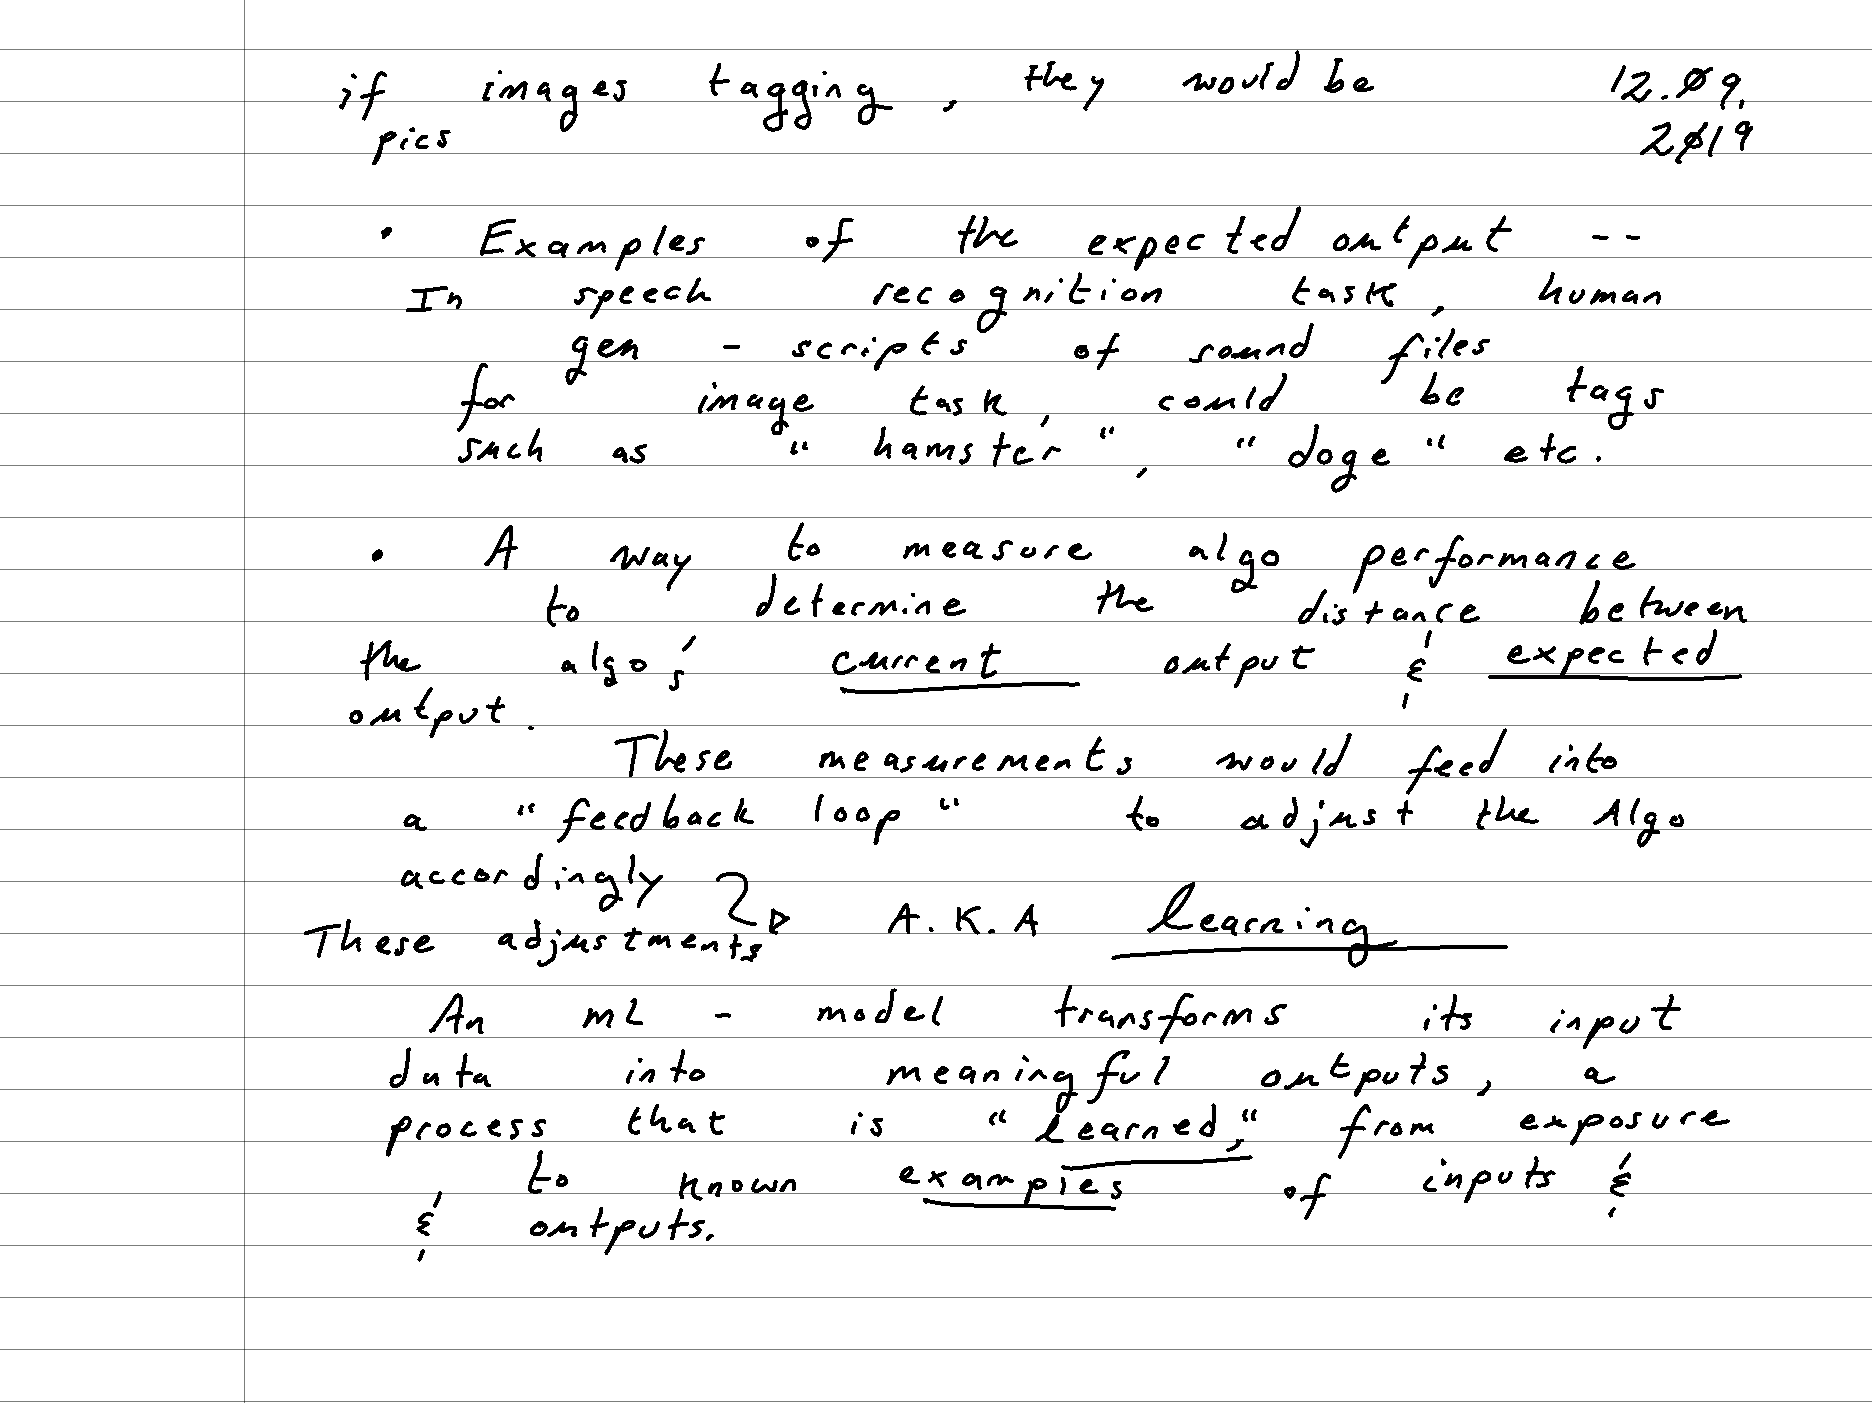 if images tagging, they would be 12.09.
pics 2019
• Examples of the expected output --
In speech recognition task, human
gen - scripts of sound files
for image task, could be tags
such as "hamster", "doge" etc.
• A way to measure algo performance
to determine the distance between
the algo's current output & expected
output.
These measurements would feed into
a "feedback loop" to adjust the Algo
accordingly
These adjustments A.K.A learning
An ML - model transforms its input
data into meaningful outputs, a
process that is "learned," from exposure
to known examples of inputs &
& outputs.